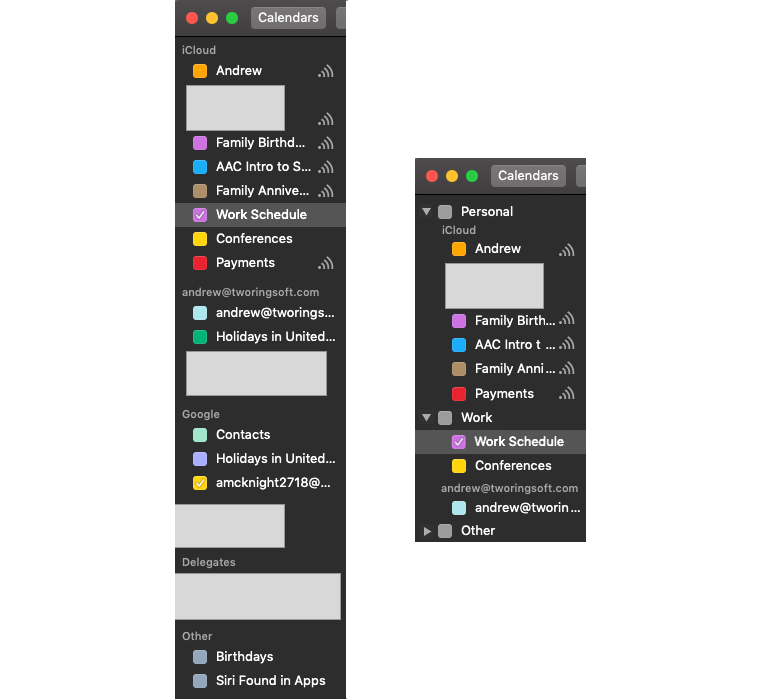 Calendars
iCloud
Andrew
Family Birthd...
AAC Intro to S...
Family Annive...
Work Schedule
Conferences
Payments
andrew@tworingsoft.com
andrew@tworings...
Holidays in United...
Google
Contacts
Holidays in United...
amcknight2718@...
Delegates
Other
Birthdays
Siri Found in Apps
Calendars
Personal
iCloud
Andrew
Family Birth...
AAC Intro t ...
Family Anni...
Payments
Work
Work Schedule
Conferences
andrew@tworingsoft.com
andrew@tworin...
Other